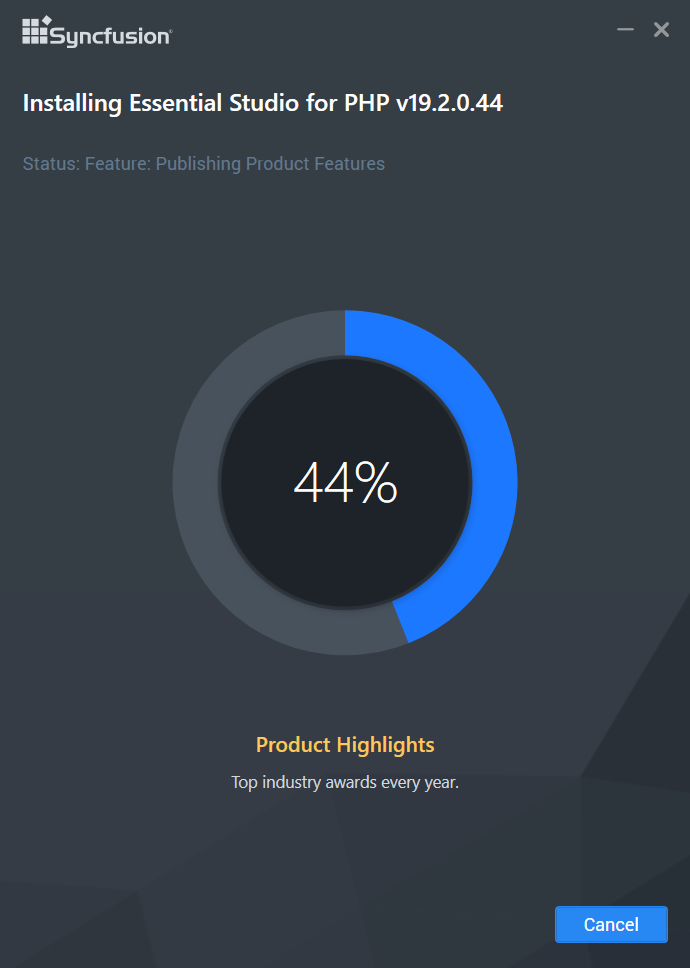 Syncfusion
Installing Essential Studio for PHP v19.2.0.44
Status: Feature: Publishing Product Features
44%
Product Highlights
Top industry awards every year.
Cancel